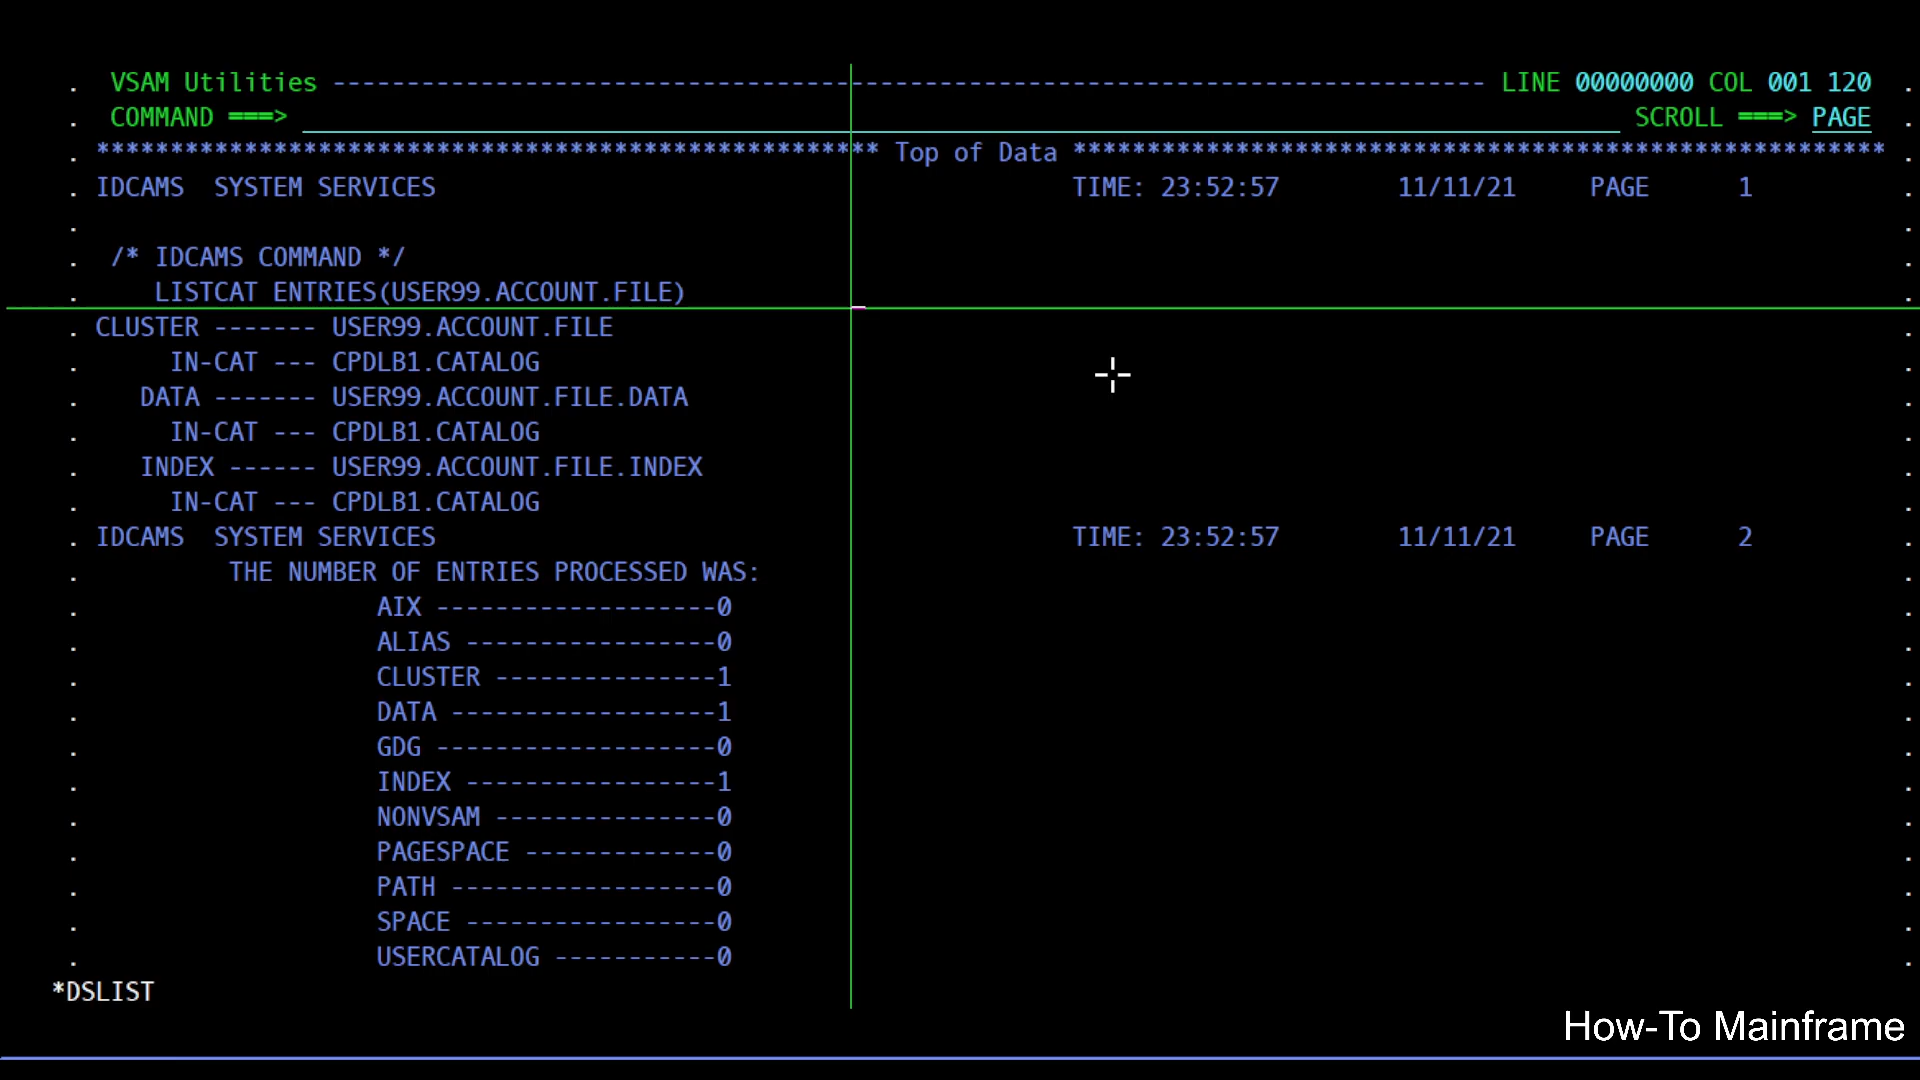 VSAM Utilities ------------------------------------------------------------------------------ LINE 00000000 COL 001 120
COMMAND ===> SCROLL ===> PAGE
***************************************************** Top of Data *******************************************************
IDCAMS  SYSTEM SERVICES                                           TIME: 23:52:57        11/11/21     PAGE      1
/* IDCAMS COMMAND */
LISTCAT ENTRIES(USER99.ACCOUNT.FILE)
CLUSTER ------- USER99.ACCOUNT.FILE
IN-CAT --- CPDLB1.CATALOG
DATA ------- USER99.ACCOUNT.FILE.DATA
IN-CAT --- CPDLB1.CATALOG
INDEX ------ USER99.ACCOUNT.FILE.INDEX
IN-CAT --- CPDLB1.CATALOG
IDCAMS  SYSTEM SERVICES                                           TIME: 23:52:57        11/11/21     PAGE      2
THE NUMBER OF ENTRIES PROCESSED WAS:
AIX -------------------0
ALIAS -----------------0
CLUSTER ---------------1
DATA ------------------1
GDG -------------------0
INDEX -----------------1
NONVSAM ---------------0
PAGESPACE -------------0
PATH ------------------0
SPACE -----------------0
USERCATALOG -----------0
*DSLIST
How-To Mainframe